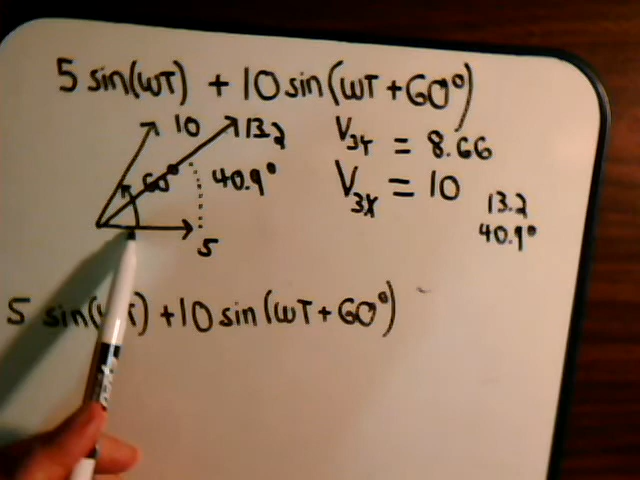 5 sin(ωT) + 10 sin(ωT + 60°)
10 13.2
60° 40.9°
5
V3Y = 8.66
V3X = 10
13.2
40.9°
5 sin(ωT) + 10 sin(ωT + 60°)